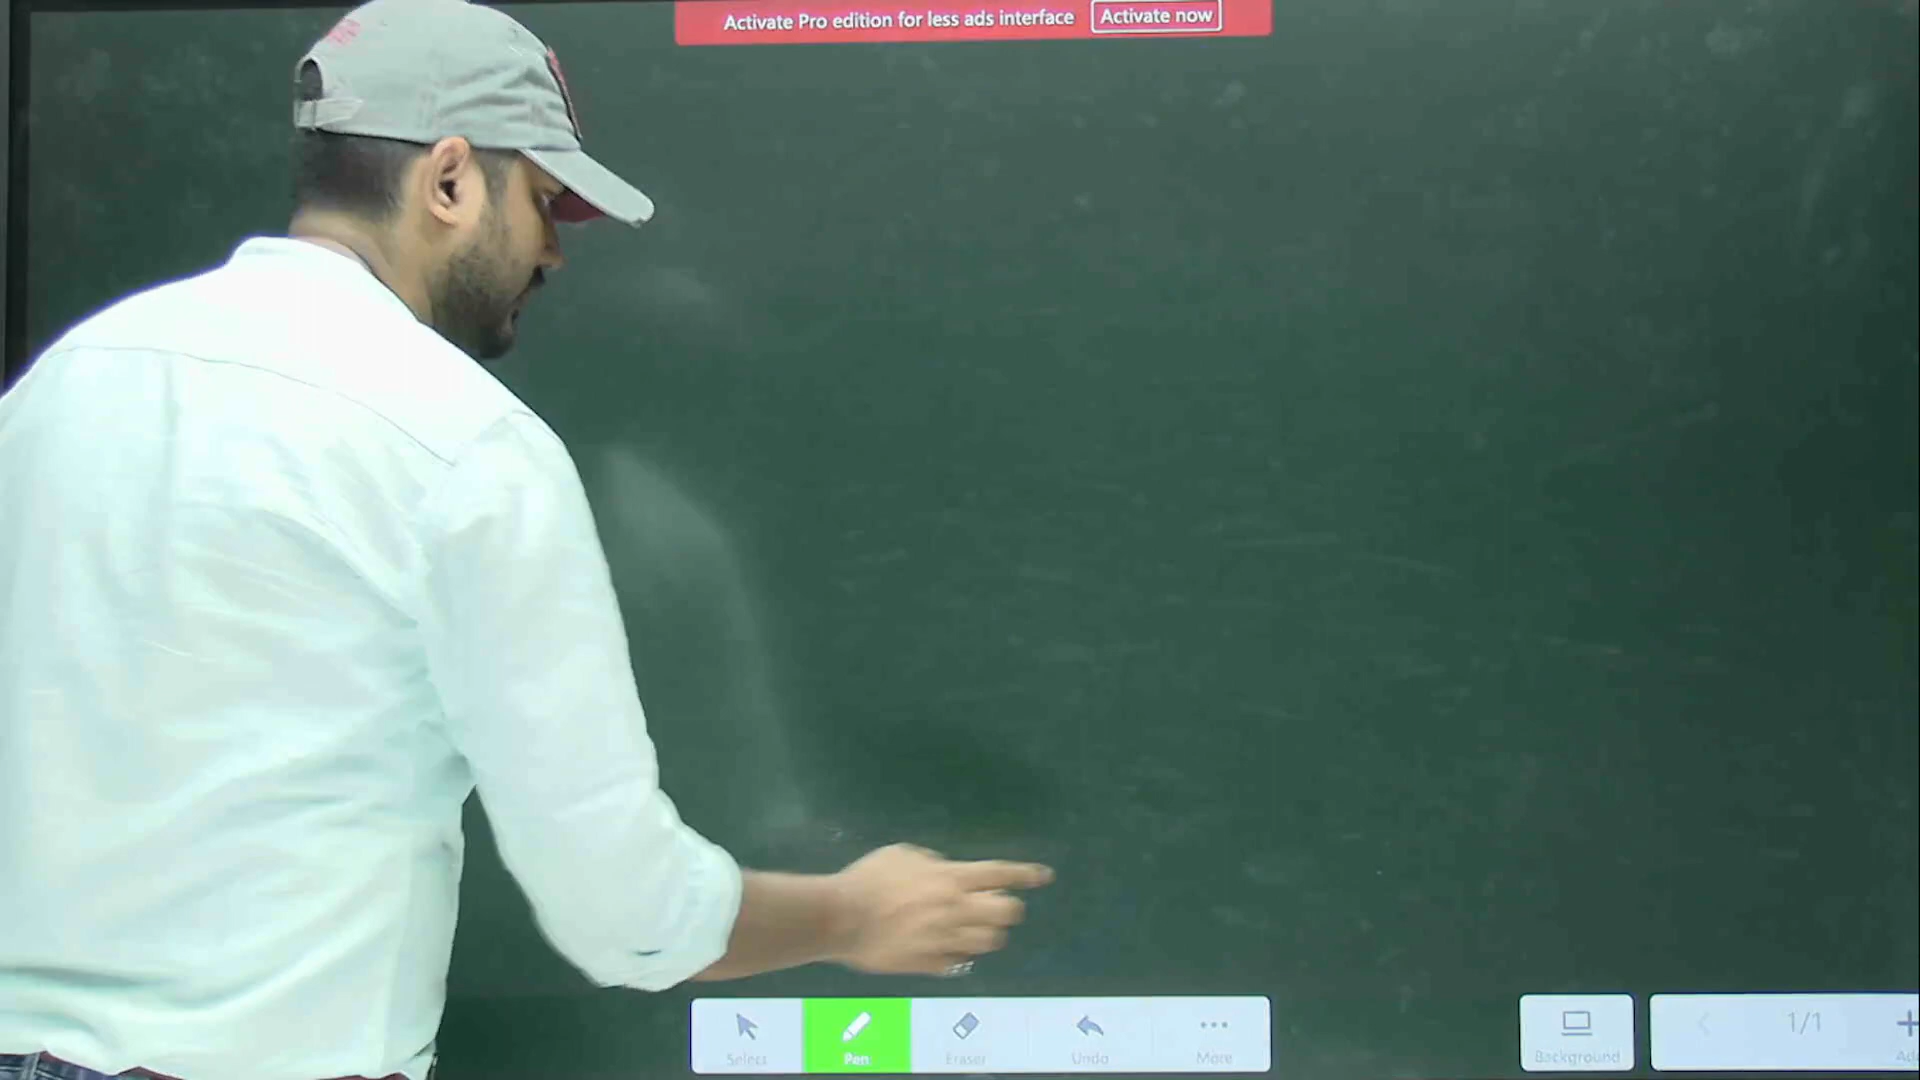 Activate Pro edition for less ads interface Activate now
Select Pen Eraser Undo More Background 1/1